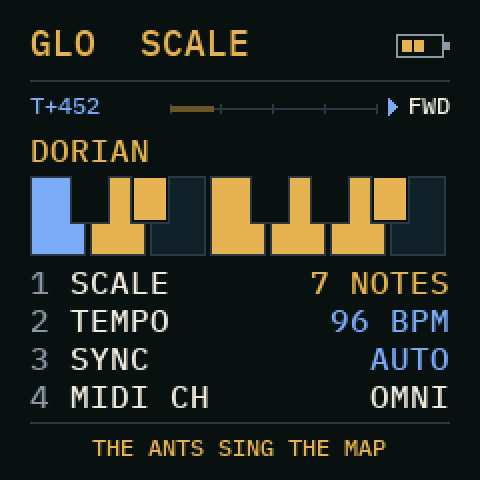 GLO SCALE
T+452 FWD
DORIAN
1 SCALE 7 NOTES
2 TEMPO 96 BPM
3 SYNC AUTO
4 MIDI CH OMNI
THE ANTS SING THE MAP